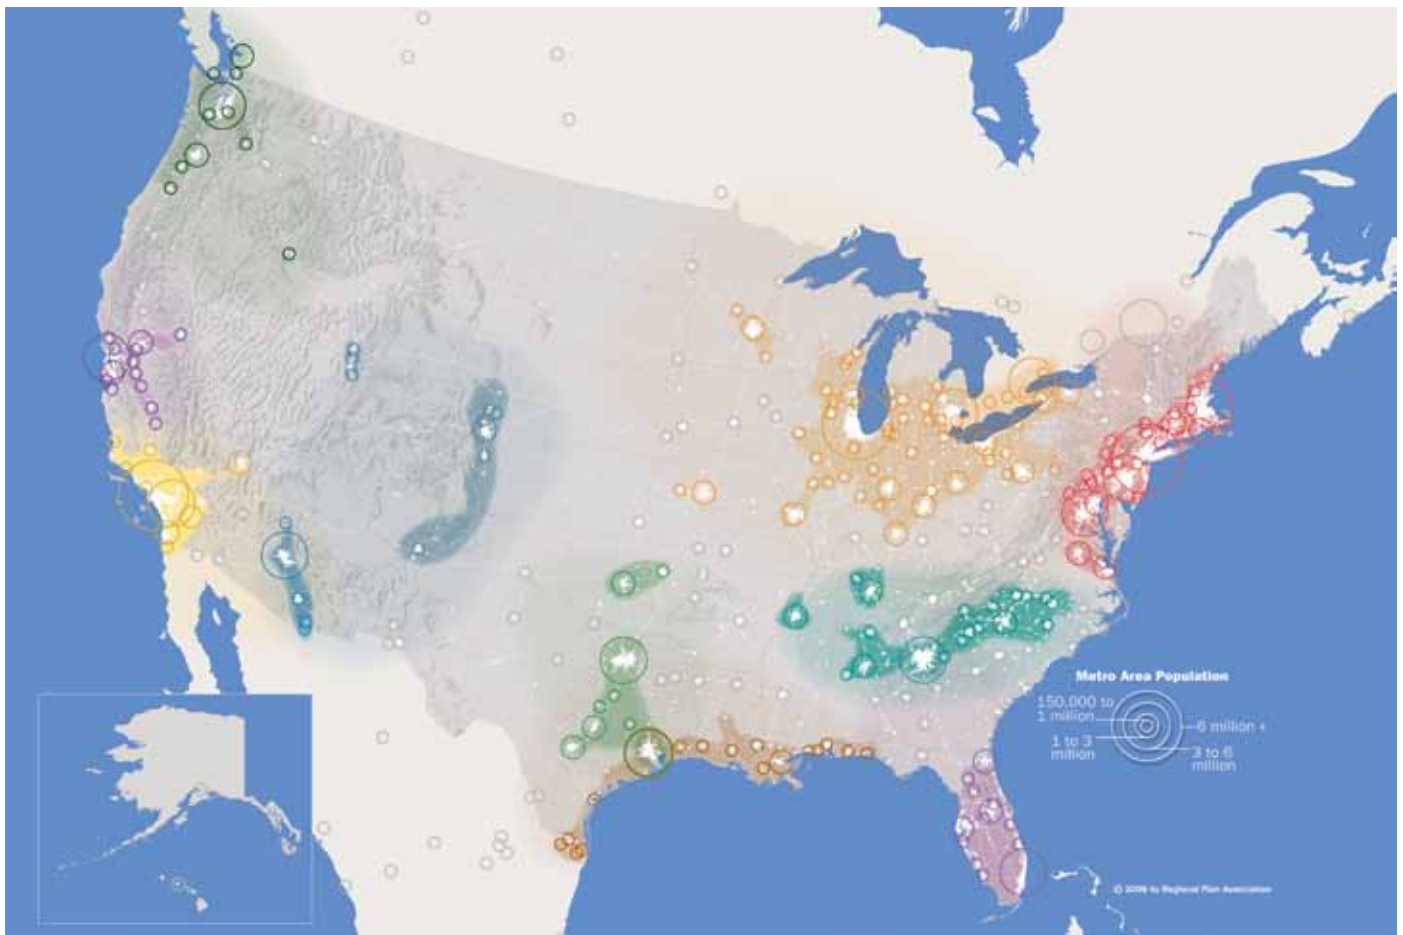 Metro Area Population
150,000 to
1 million
6 million +
1 to 3
million
3 to 6
million
© 2008 by Regional Plan Association